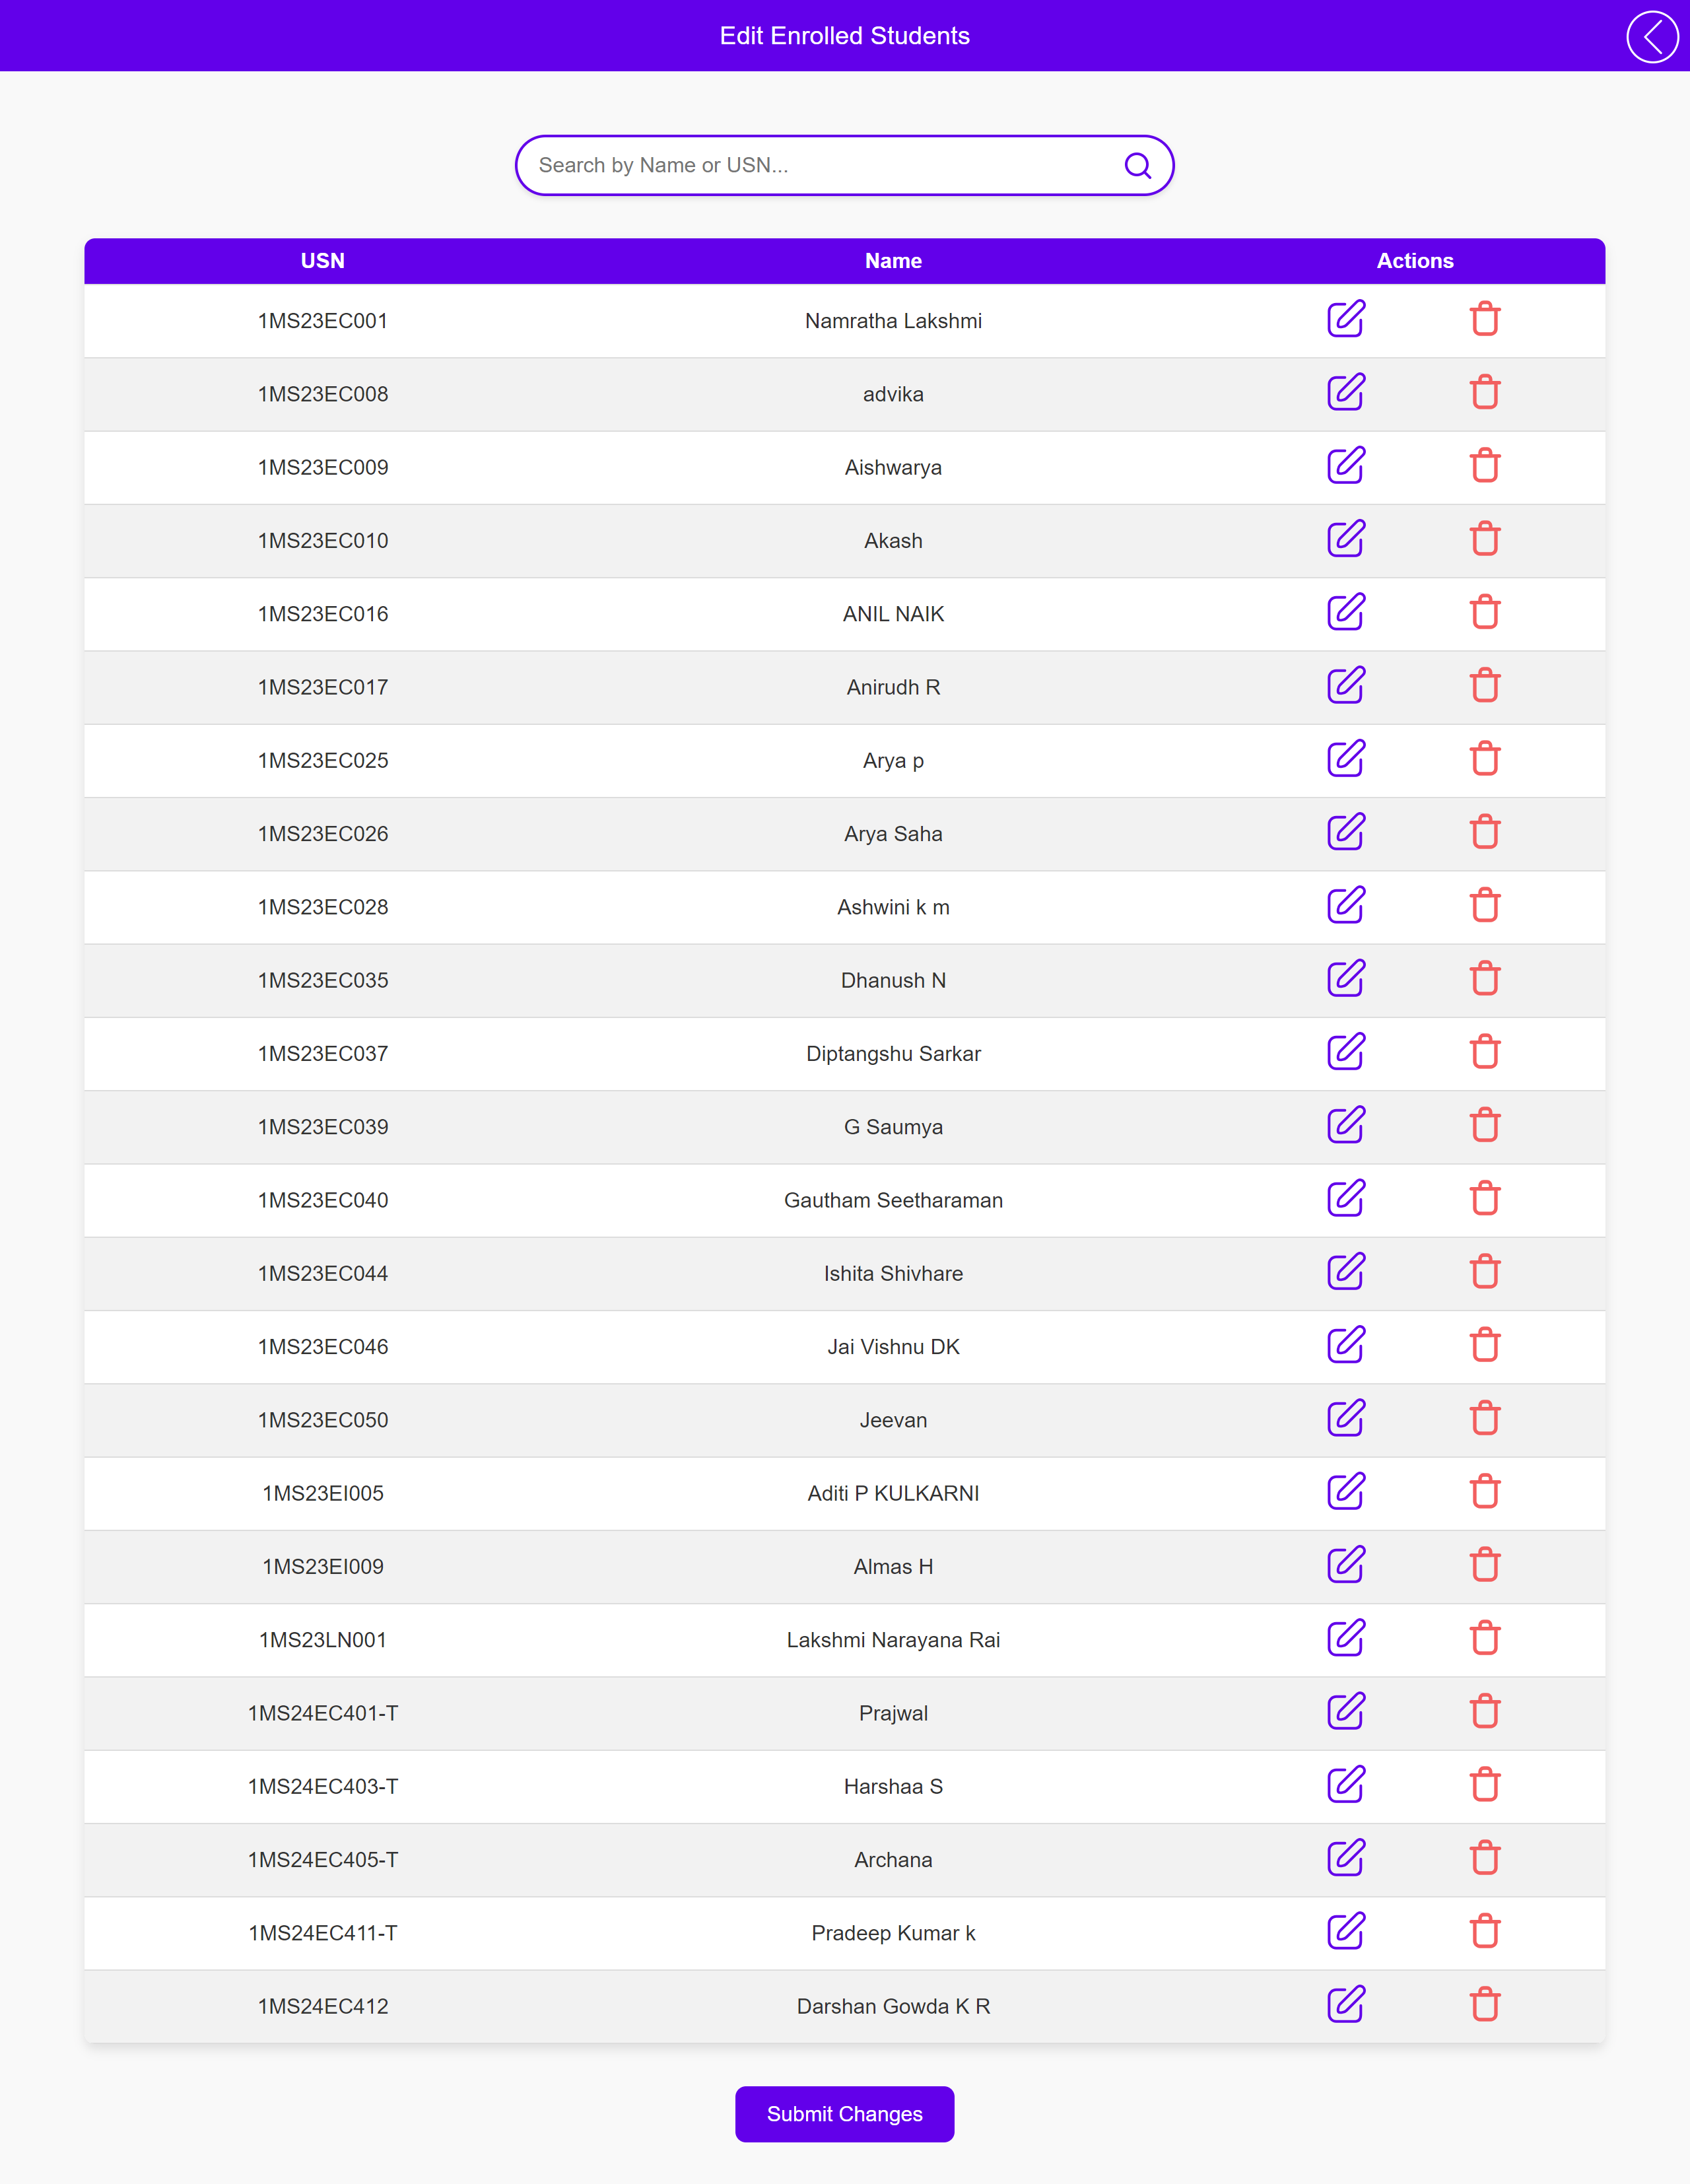 Edit Enrolled Students
Search by Name or USN...
USN Name Actions
1MS23EC001 Namratha Lakshmi
1MS23EC008 advika
1MS23EC009 Aishwarya
1MS23EC010 Akash
1MS23EC016 ANIL NAIK
1MS23EC017 Anirudh R
1MS23EC025 Arya p
1MS23EC026 Arya Saha
1MS23EC028 Ashwini k m
1MS23EC035 Dhanush N
1MS23EC037 Diptangshu Sarkar
1MS23EC039 G Saumya
1MS23EC040 Gautham Seetharaman
1MS23EC044 Ishita Shivhare
1MS23EC046 Jai Vishnu DK
1MS23EC050 Jeevan
1MS23EI005 Aditi P KULKARNI
1MS23EI009 Almas H
1MS23LN001 Lakshmi Narayana Rai
1MS24EC401-T Prajwal
1MS24EC403-T Harshaa S
1MS24EC405-T Archana
1MS24EC411-T Pradeep Kumar k
1MS24EC412 Darshan Gowda K R
Submit Changes